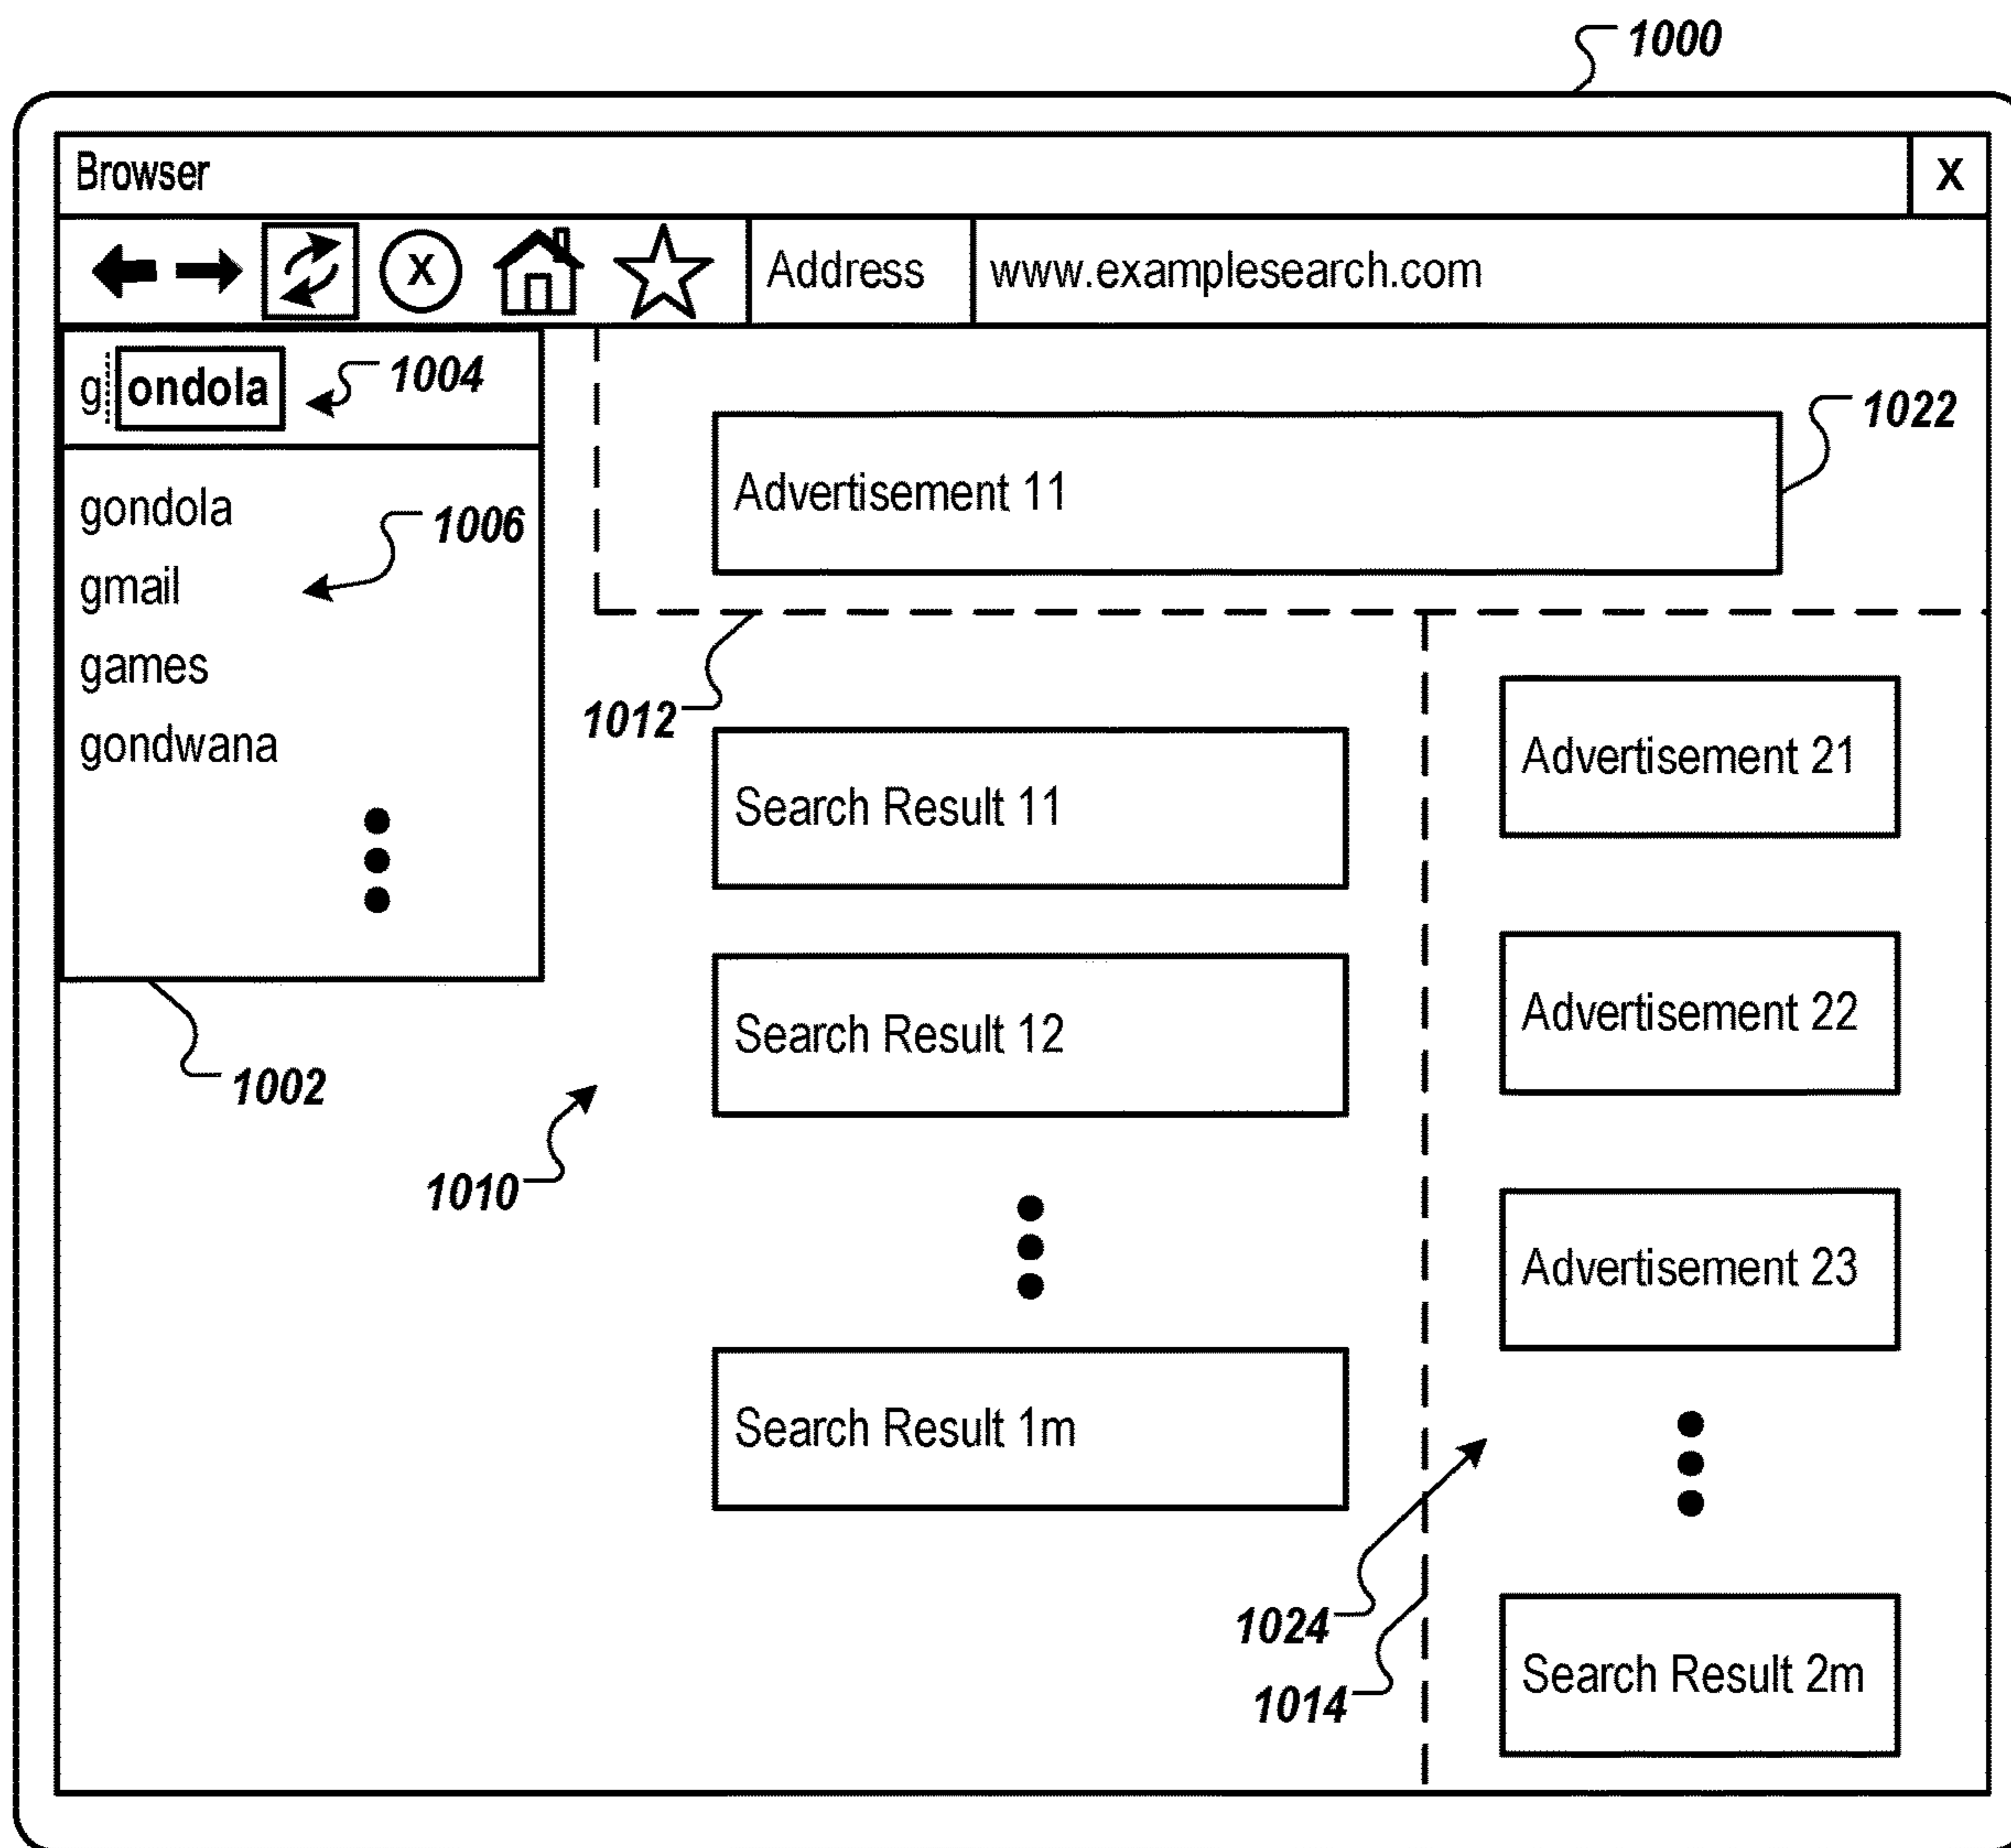 1000
Browser X
X Address www.examplesearch.com
gondola 1004
1022
Advertisement 11
gondola
1006
gmail
games
gondwana
1012
Advertisement 21
Search Result 11
Advertisement 22
Search Result 12
1002
1010
Advertisement 23
Search Result 1m
1024
1014
Search Result 2m